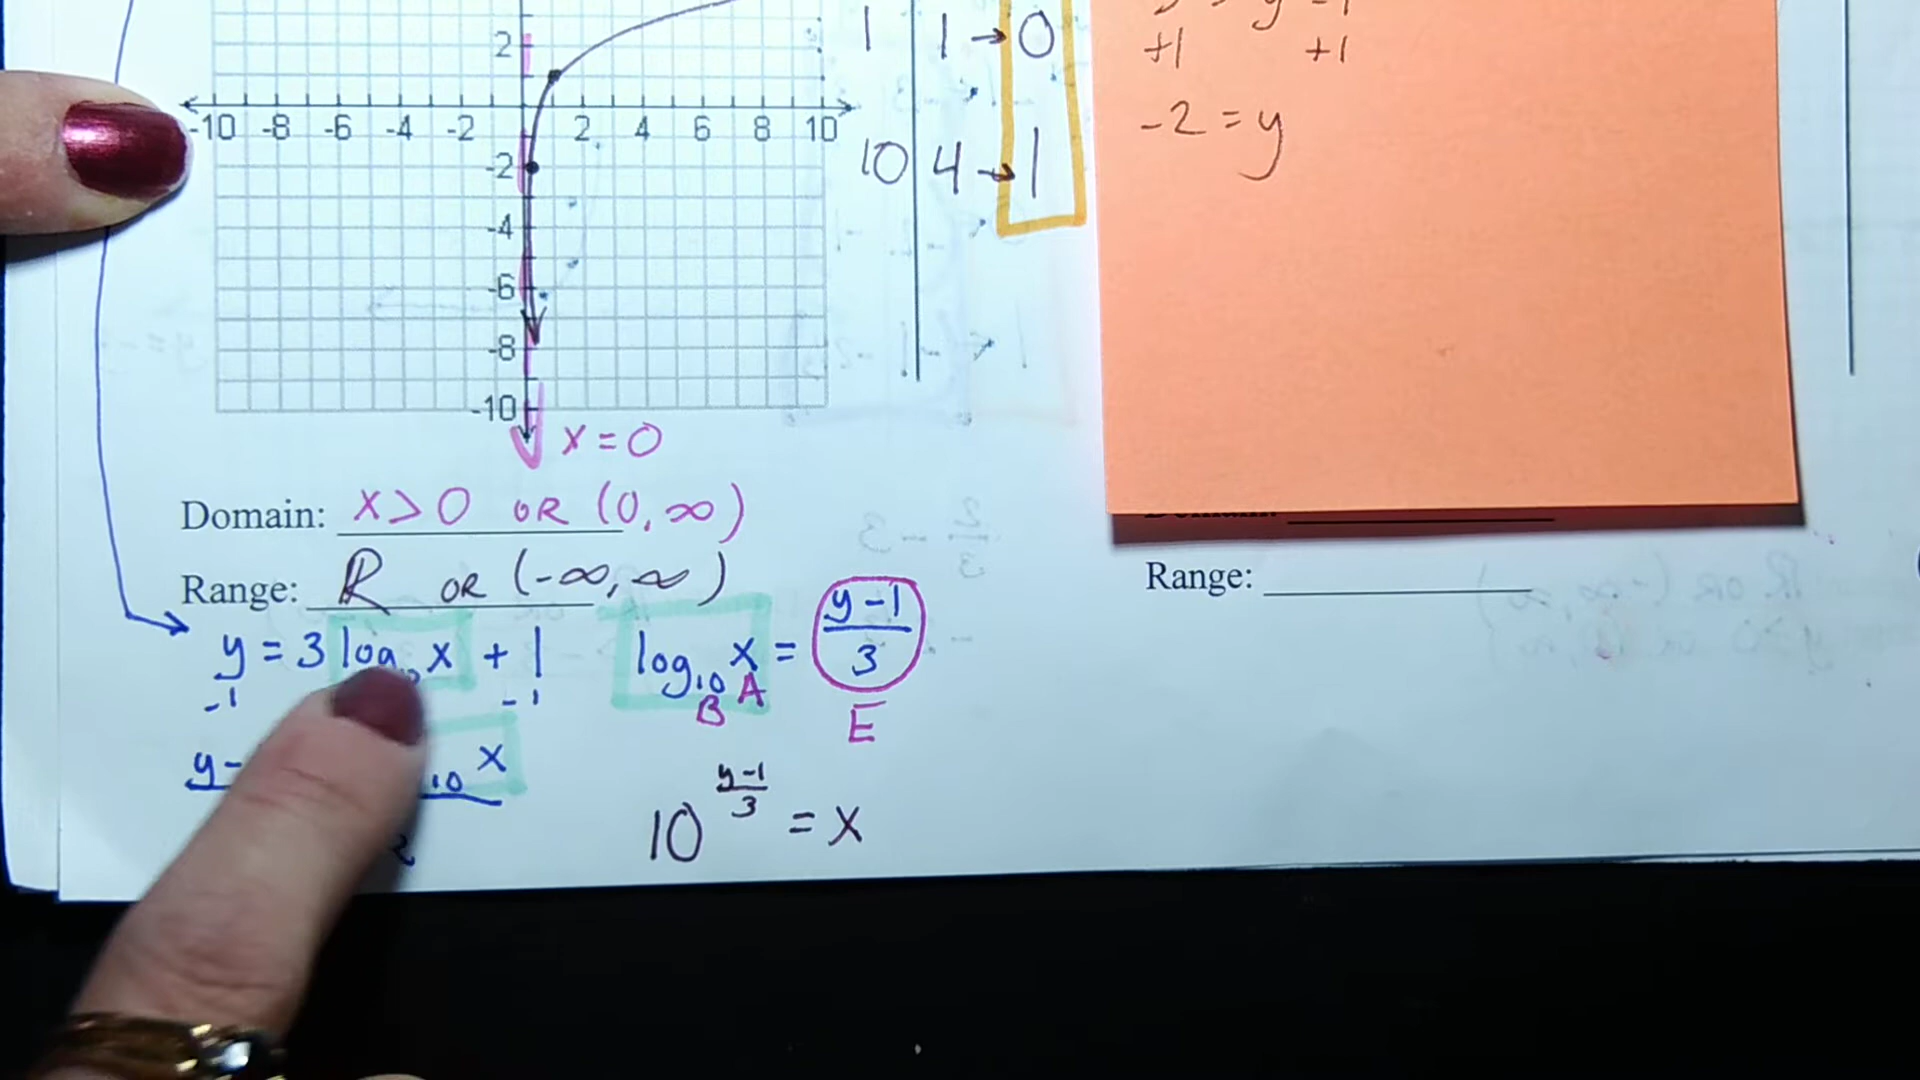 2
1 | 1 → 0
+1 +1
-2 = y
-10 -8 -6 -4 -2 2 4 6 8 10
10 | 4 → 1
-2
-4
-6
-8
-10
x = 0
Domain: x > 0 OR (0, ∞)
Range: ℝ OR (-∞, ∞)
Range:
y = 3 log x + 1
-1 -1
log₁₀ x = (y-1)/3
B A E
y- ₁₀ x
10^((y-1)/3) = x